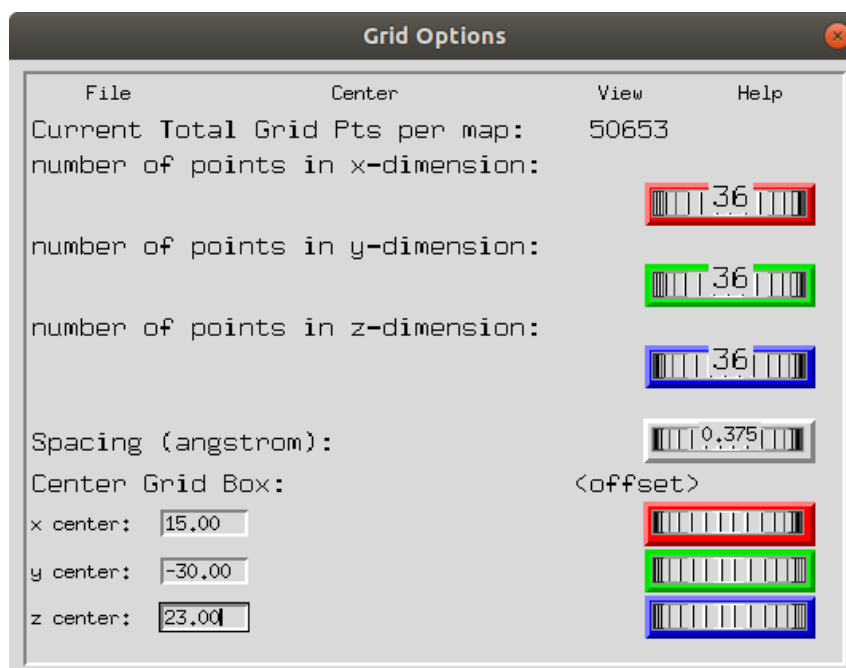 Grid Options
File Center View Help
Current Total Grid Pts per map: 50653
number of points in x-dimension:
36
number of points in y-dimension:
36
number of points in z-dimension:
36
Spacing (angstrom): 0.375
Center Grid Box: <offset>
x center: 15.00
y center: -30.00
z center: 23.00